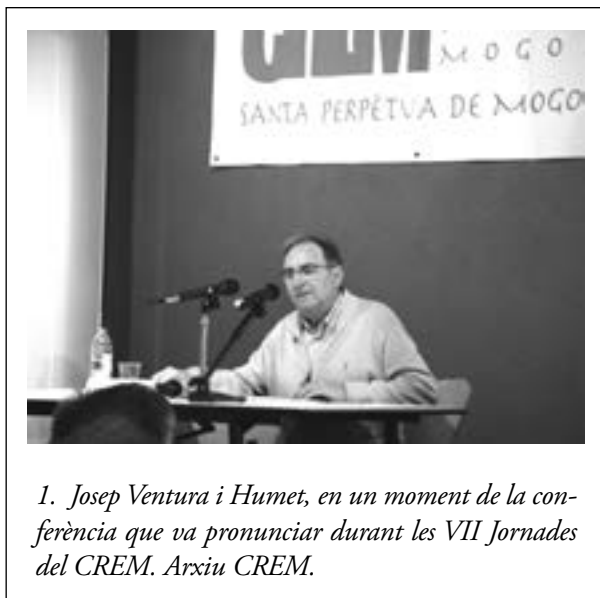 MOGO
SANTA PERPÈTUA DE MOGO
1. Josep Ventura i Humet, en un moment de la con-
ferència que va pronunciar durant les VII Jornades
del CREM. Arxiu CREM.